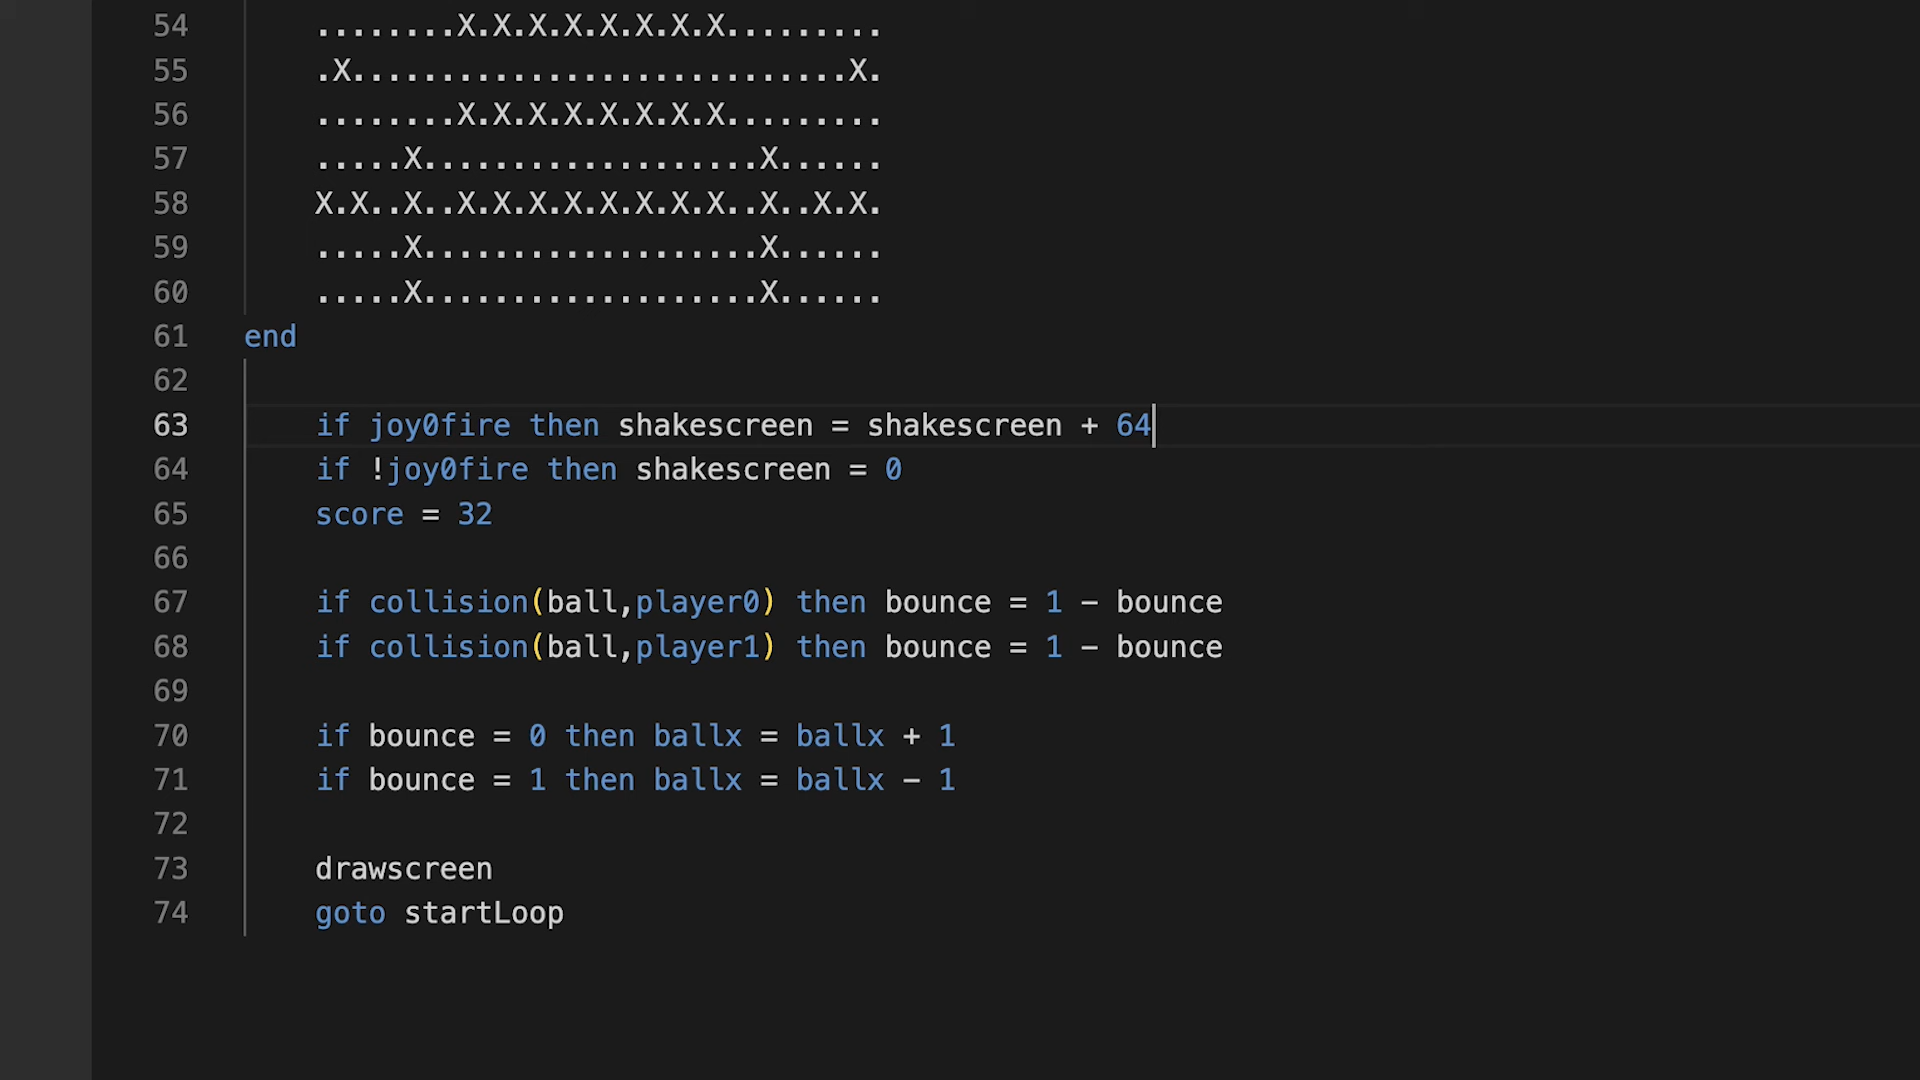 54 ........X.X.X.X.X.X.X.X.........
55 .X............................X.
56 ........X.X.X.X.X.X.X.X.........
57 .....X...................X......
58 X.X..X..X.X.X.X.X.X.X.X..X..X.X.
59 .....X...................X......
60 .....X...................X......
61 end
62
63 if joy0fire then shakescreen = shakescreen + 64
64 if !joy0fire then shakescreen = 0
65 score = 32
66
67 if collision(ball,player0) then bounce = 1 - bounce
68 if collision(ball,player1) then bounce = 1 - bounce
69
70 if bounce = 0 then ballx = ballx + 1
71 if bounce = 1 then ballx = ballx - 1
72
73 drawscreen
74 goto startLoop